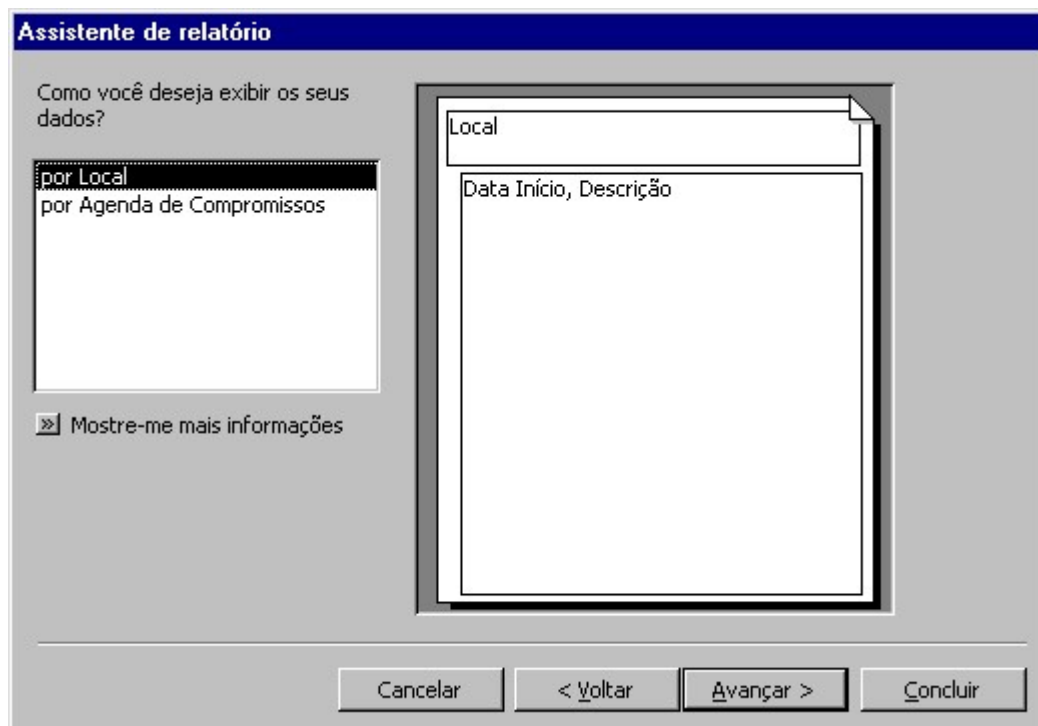 Assistente de relatório
Como você deseja exibir os seus
dados?
por Local
por Agenda de Compromissos
Mostre-me mais informações
Local
Data Início, Descrição
Cancelar
< Voltar
Avançar >
Concluir